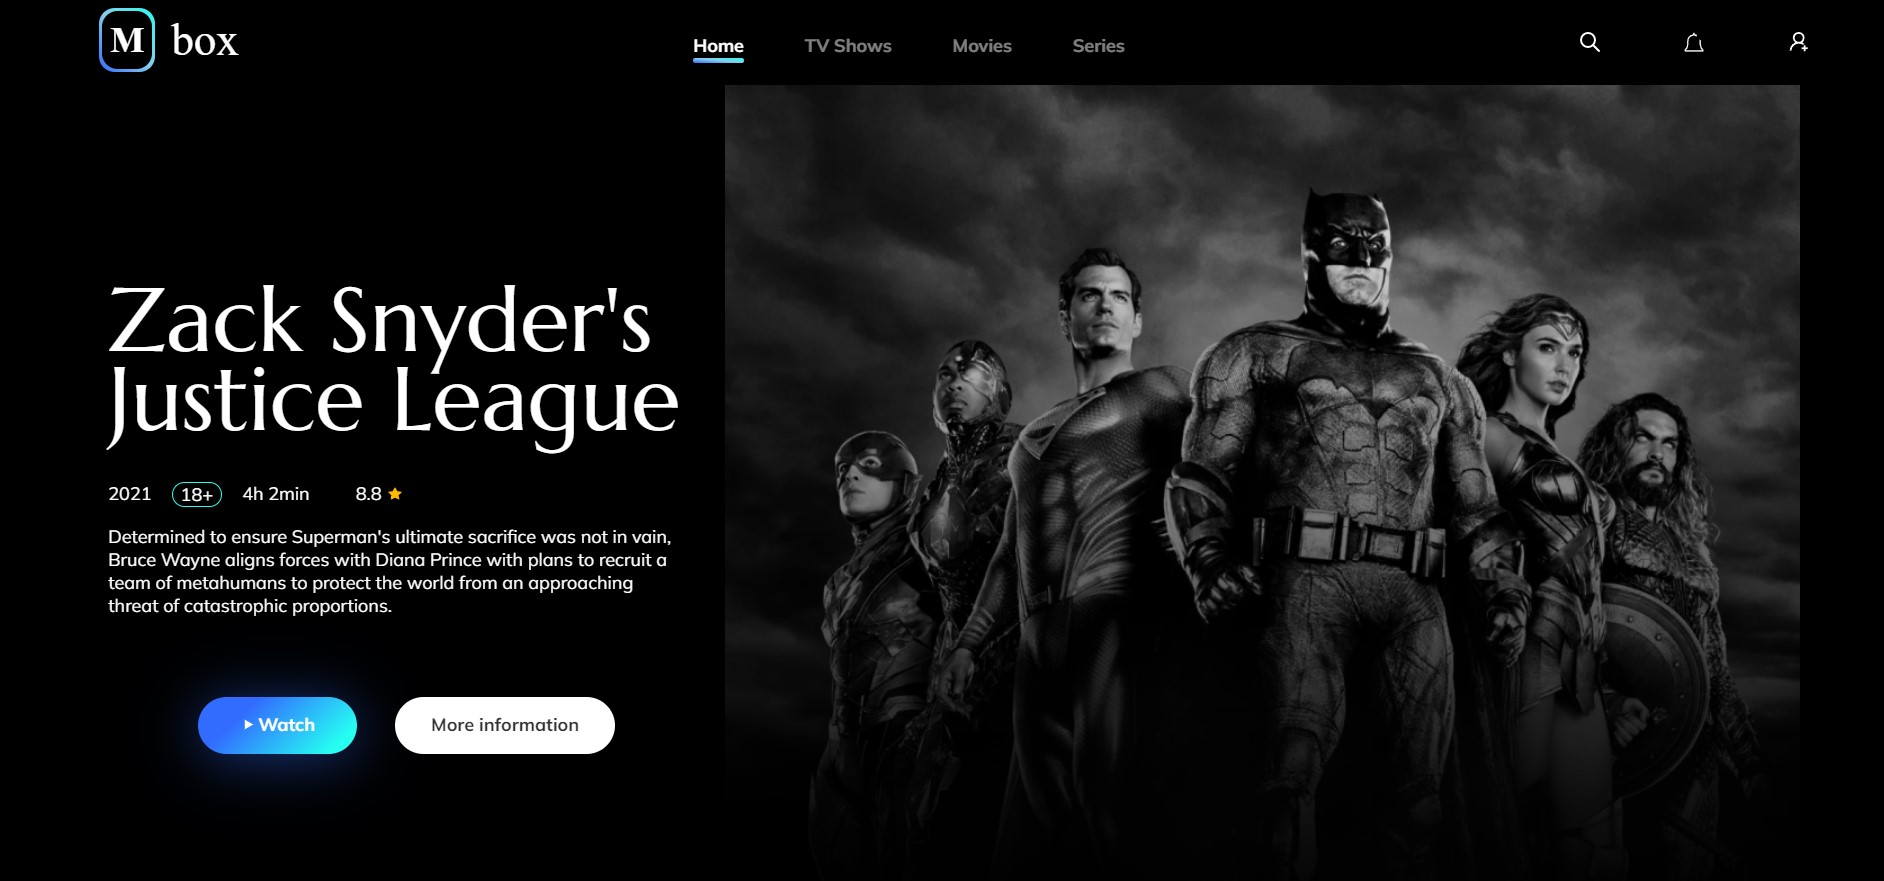 M box
Home TV Shows Movies Series
Zack Snyder's
Justice League
2021 18+ 4h 2min 8.8
Determined to ensure Superman's ultimate sacrifice was not in vain,
Bruce Wayne aligns forces with Diana Prince with plans to recruit a
team of metahumans to protect the world from an approaching
threat of catastrophic proportions.
Watch More information